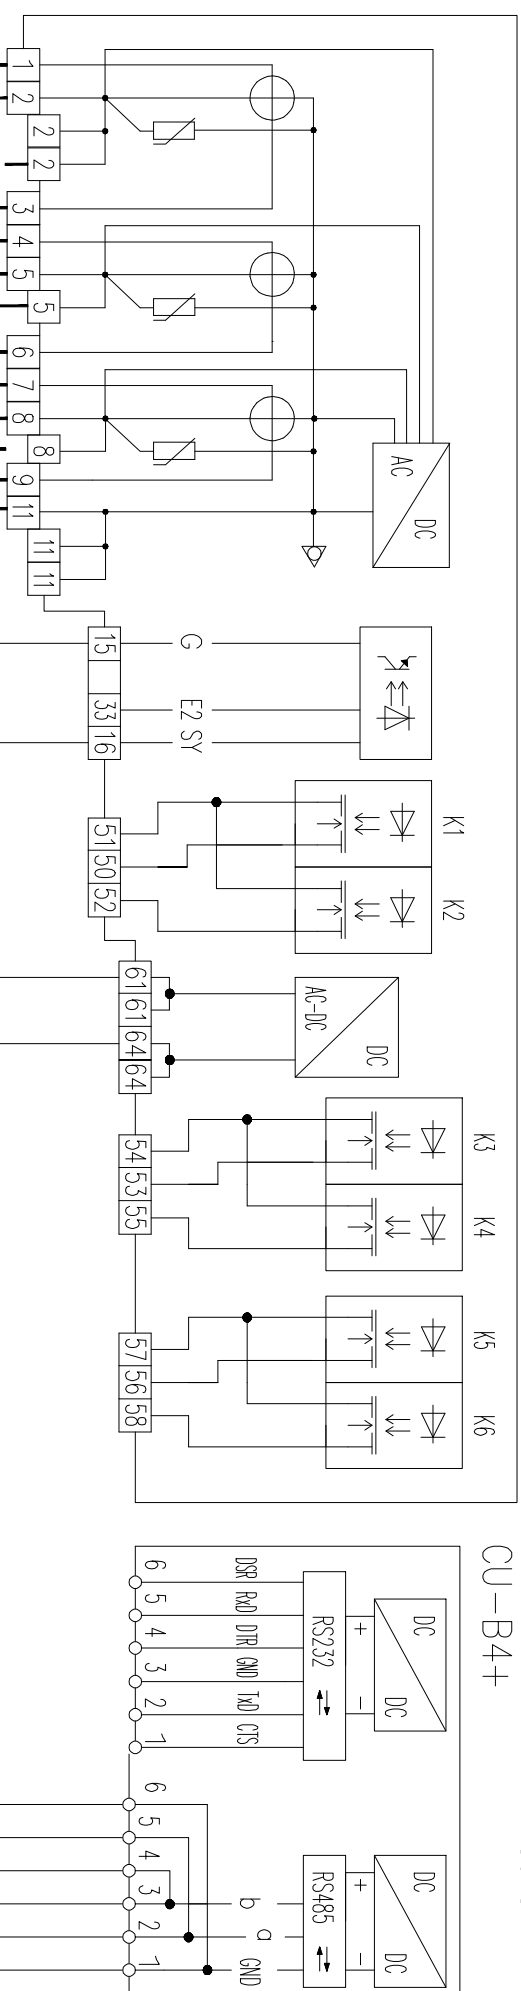 1
2
2
2
3
4
5
5
6
7
8
8
9
11
11
11
AC
DC
15
33
16
G
E2
SY
51
50
52
K1
K2
61
61
64
64
AC-DC
DC
54
53
55
K3
K4
57
56
58
K5
K6
CU-B4+
6
5
4
3
2
1
DSR
RxD
DTR
GND
TxD
CTS
RS232
+
-
DC
DC
6
5
4
3
2
1
b
a
GND
RS485
+
-
DC
DC